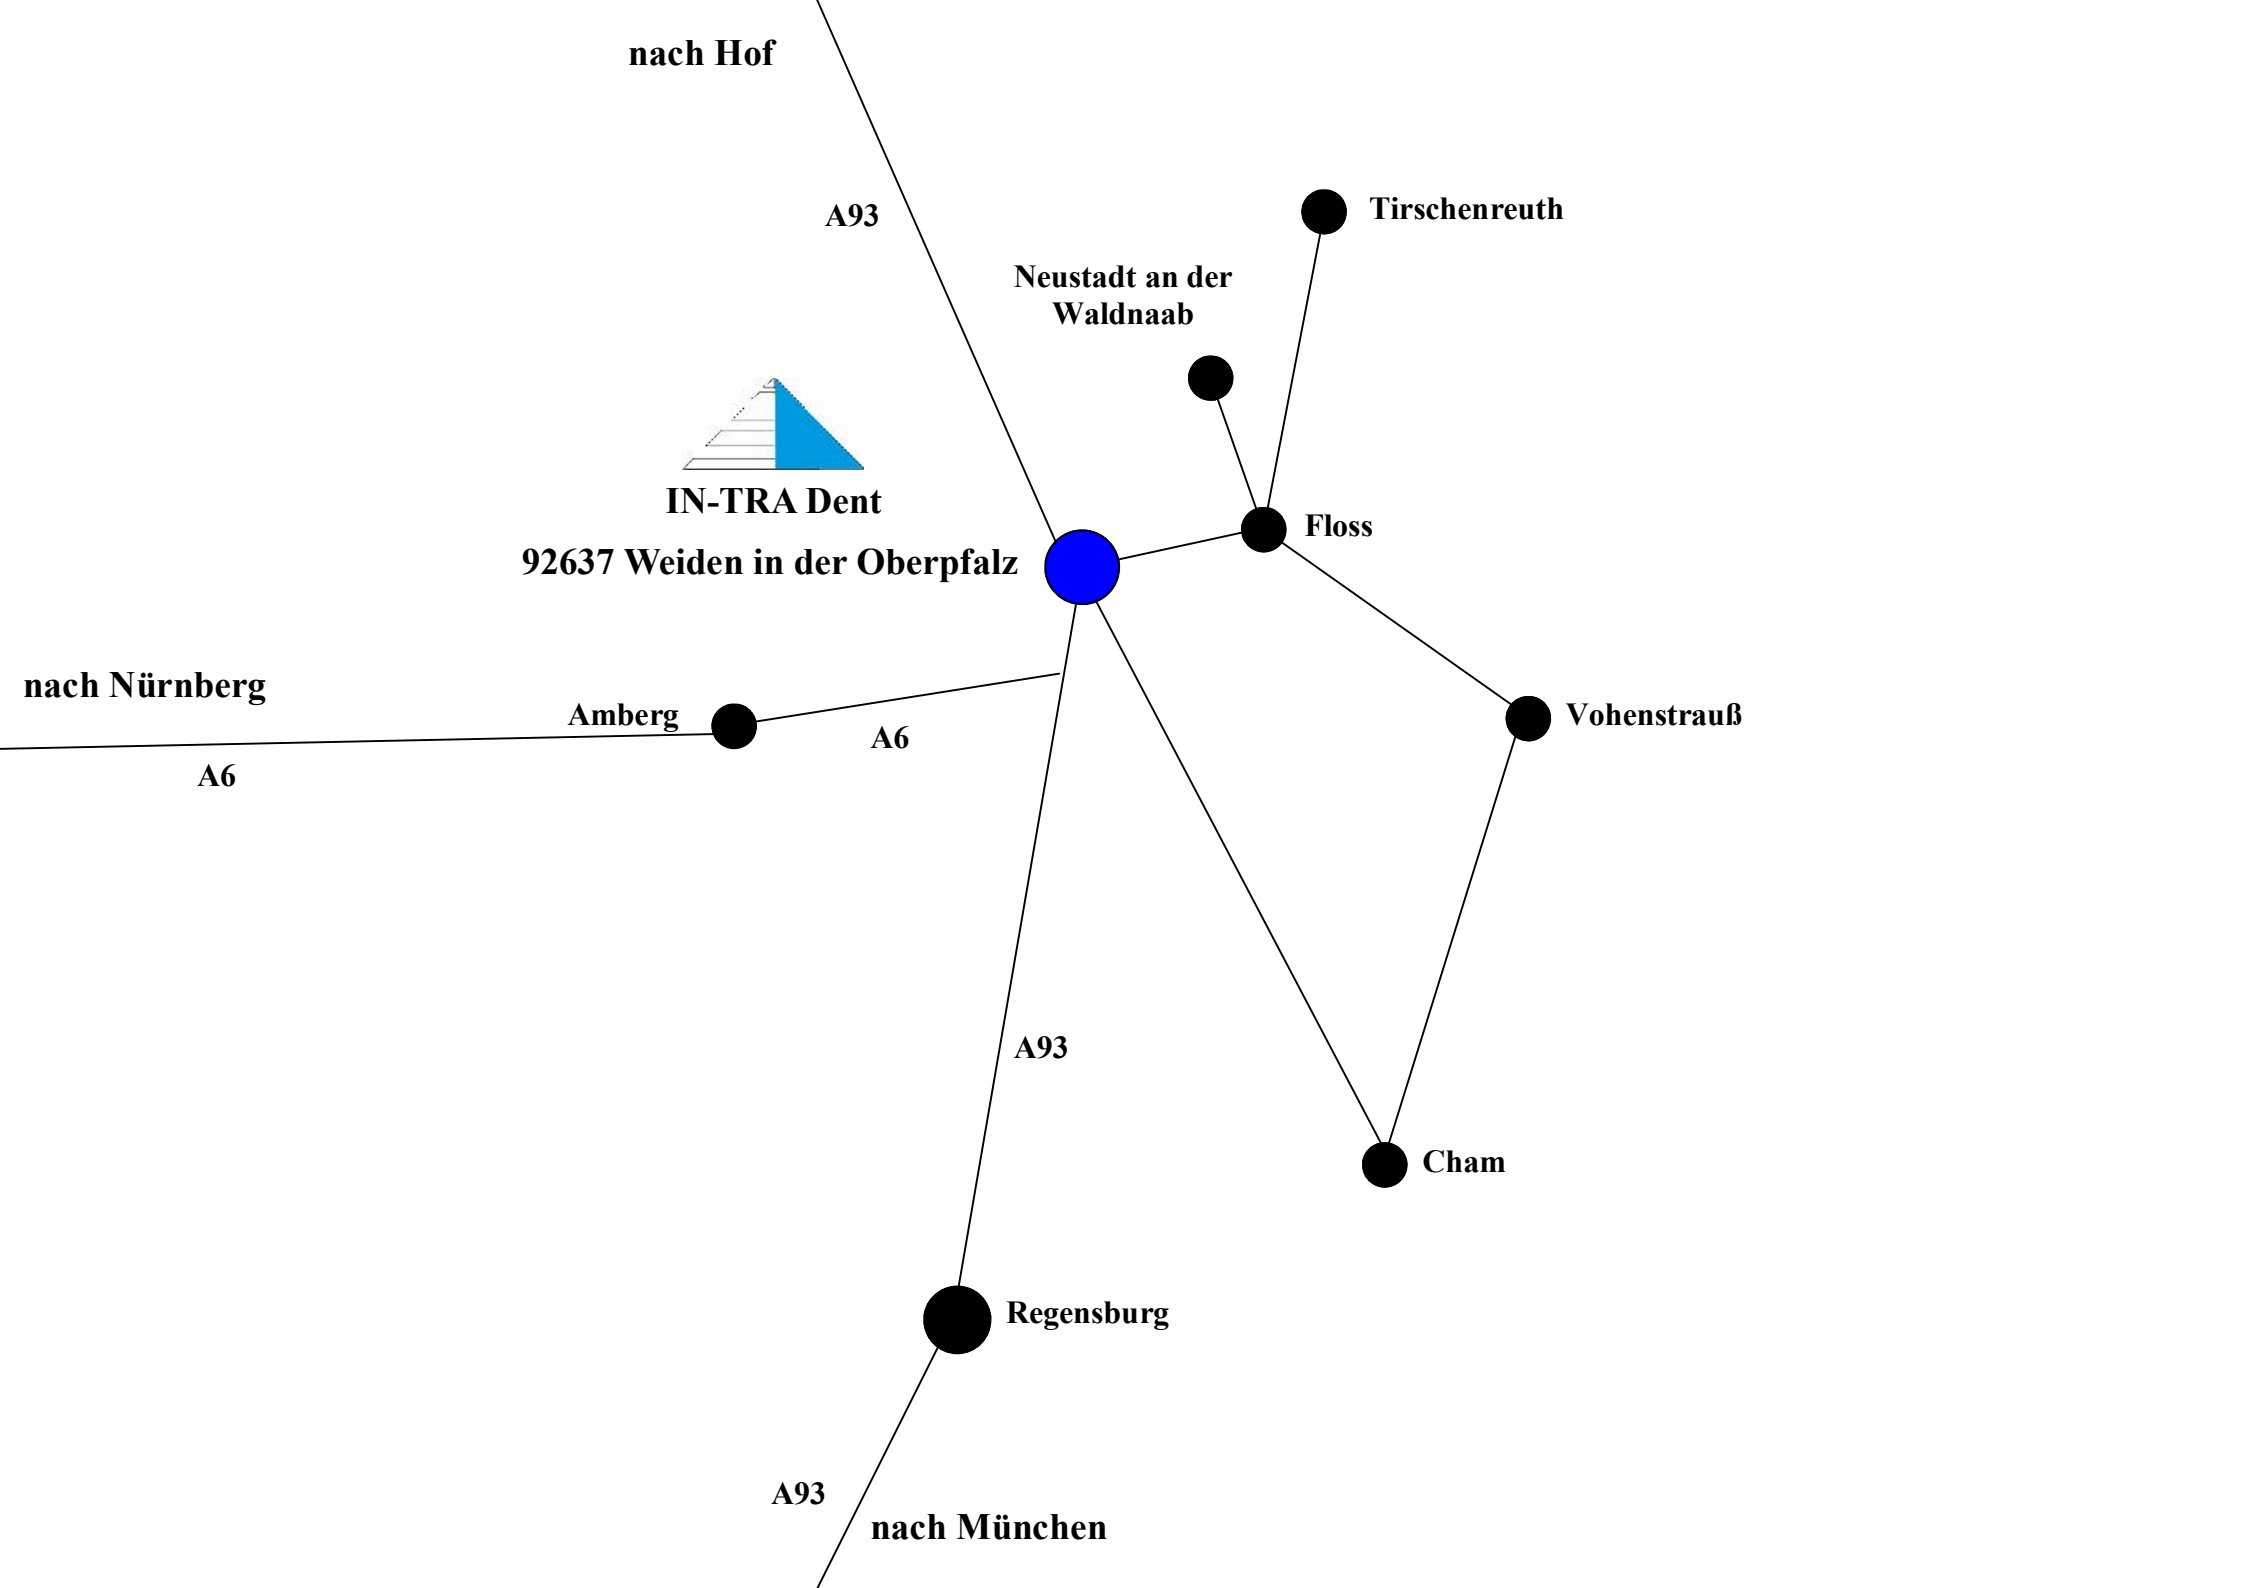 nach Hof
A93
Tirschenreuth
Neustadt an der
Waldnaab
IN-TRA Dent
Floss
92637 Weiden in der Oberpfalz
nach Nürnberg
Amberg
Vohenstrauß
A6
A6
A93
Cham
Regensburg
A93
nach München